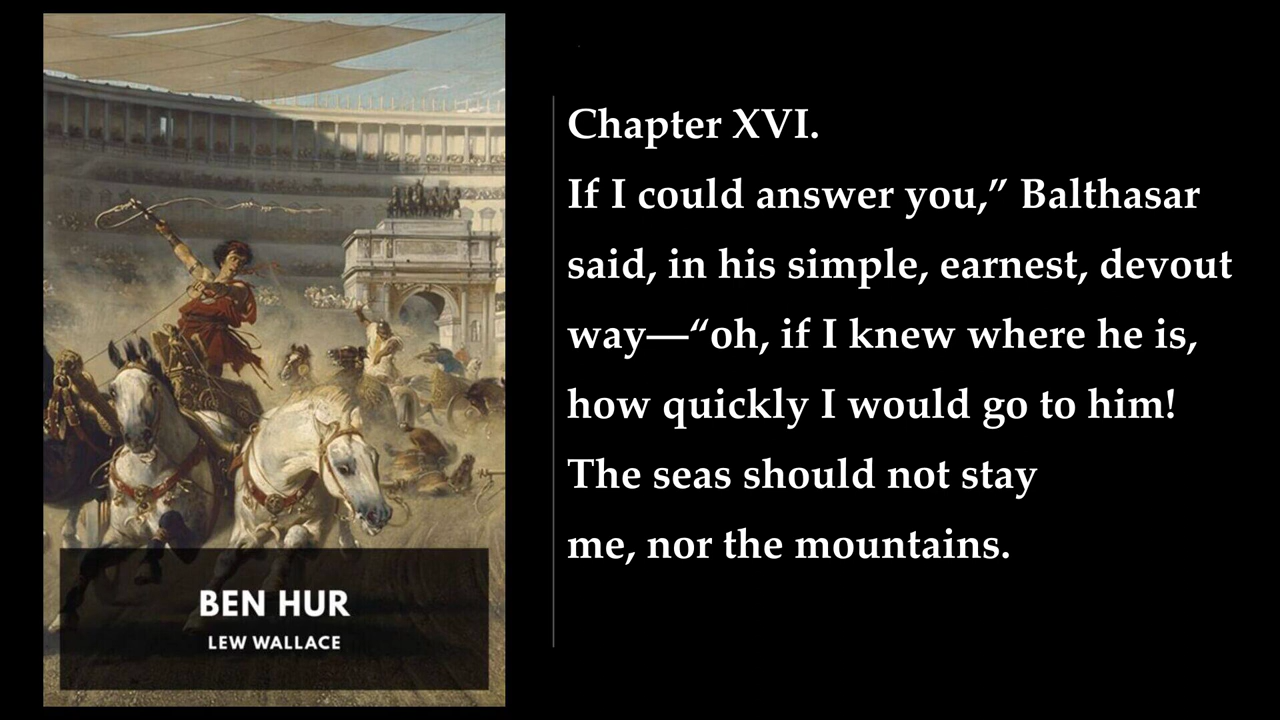 BEN HUR
LEW WALLACE
Chapter XVI.
If I could answer you,” Balthasar
said, in his simple, earnest, devout
way—“oh, if I knew where he is,
how quickly I would go to him!
The seas should not stay
me, nor the mountains.